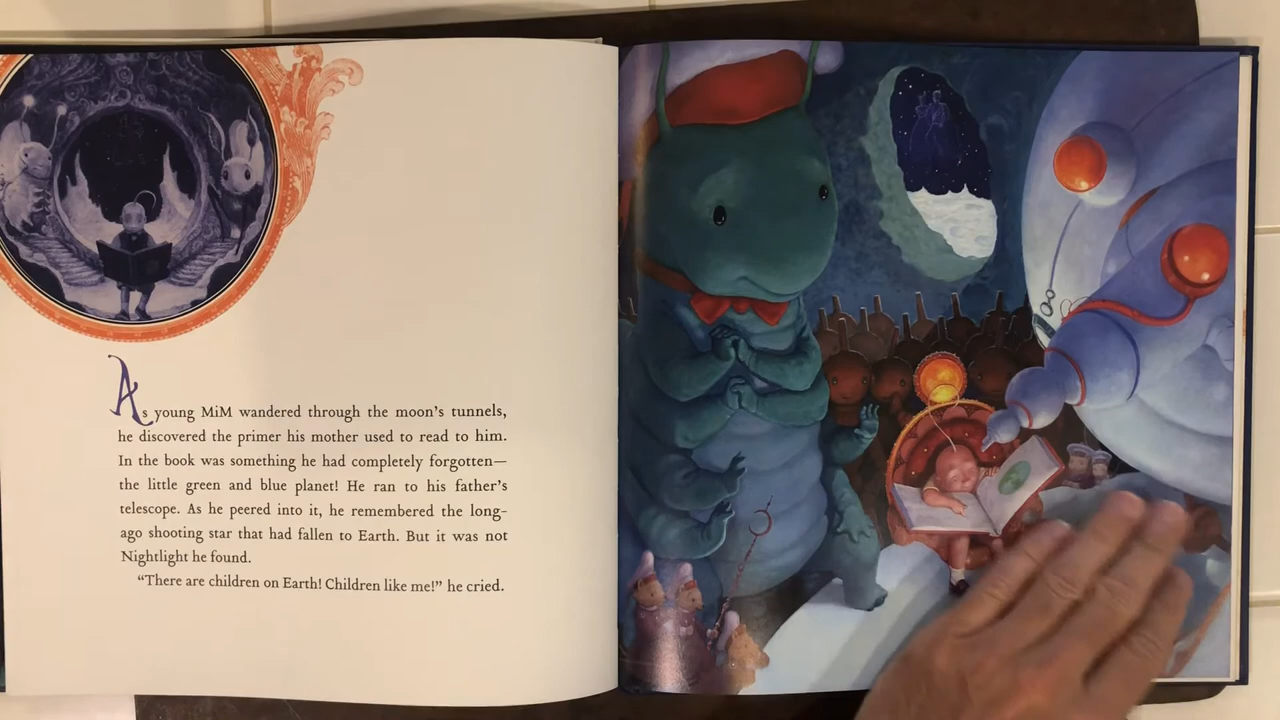 As young MiM wandered through the moon's tunnels,
he discovered the primer his mother used to read to him.
In the book was something he had completely forgotten—
the little green and blue planet! He ran to his father's
telescope. As he peered into it, he remembered the long-
ago shooting star that had fallen to Earth. But it was not
Nightlight he found.
"There are children on Earth! Children like me!" he cried.